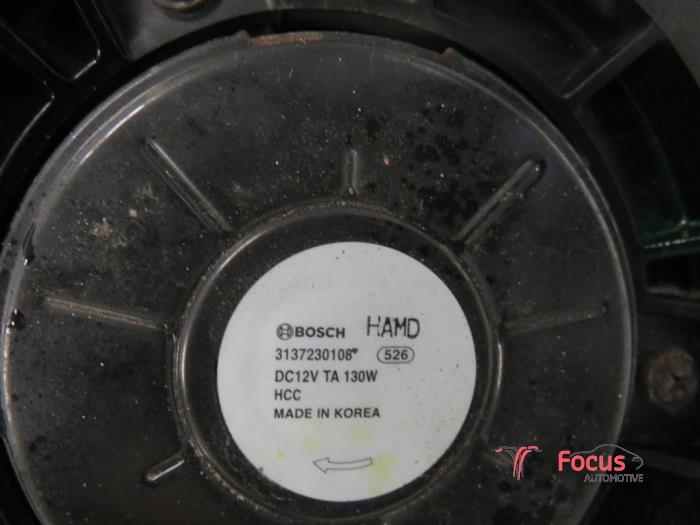 BOSCH HAMD
3137230108* 526
DC12V TA 130W
HCC
MADE IN KOREA
Focus
AUTOMOTIVE